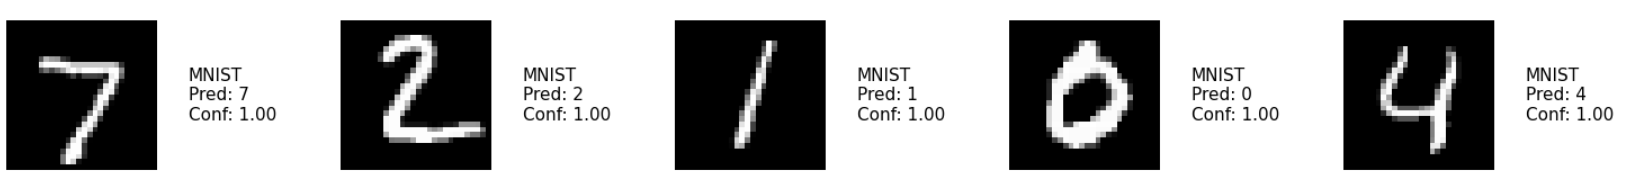 7
MNIST
Pred: 7
Conf: 1.00
2
MNIST
Pred: 2
Conf: 1.00
1
MNIST
Pred: 1
Conf: 1.00
0
MNIST
Pred: 0
Conf: 1.00
4
MNIST
Pred: 4
Conf: 1.00